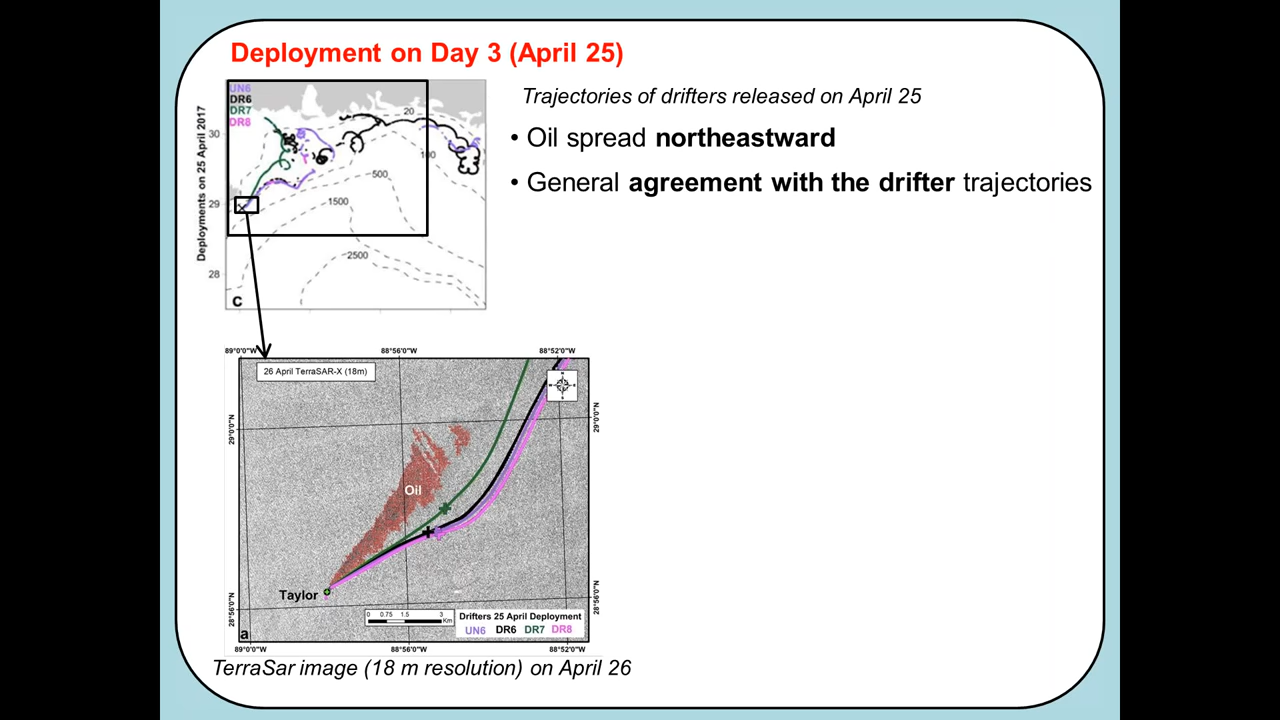 Deployment on Day 3 (April 25)
UN6
DR6
DR7
DR8
Deployments on 25 April 2017
30
29
28
20
100
500
1500
2500
C
Trajectories of drifters released on April 25
• Oil spread northeastward
• General agreement with the drifter trajectories
89°0'0"W 88°56'0"W 88°52'0"W
26 April TerraSAR-X (18m)
29°0'0"N
29°0'0"N
Oil
Taylor
28°56'0"N
28°56'0"N
0 0.75 1.5 3
Km
Drifters 25 April Deployment
UN6 DR6 DR7 DR8
a
89°0'0"W 88°56'0"W 88°52'0"W
TerraSar image (18 m resolution) on April 26